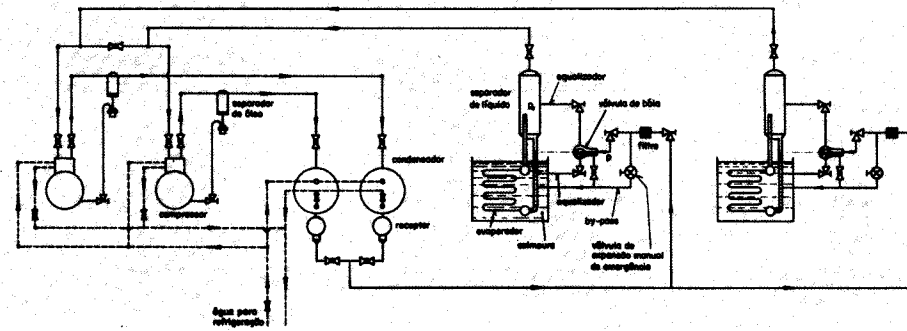 equalizador
separador
de líquido
válvula de bóia
separador
de óleo
P₀
P
filtro
condensador
compressor
equalizador
receptor
evaporador
salmoura
by-pass
válvula de
expansão manual
de emergência
água para
refrigeração